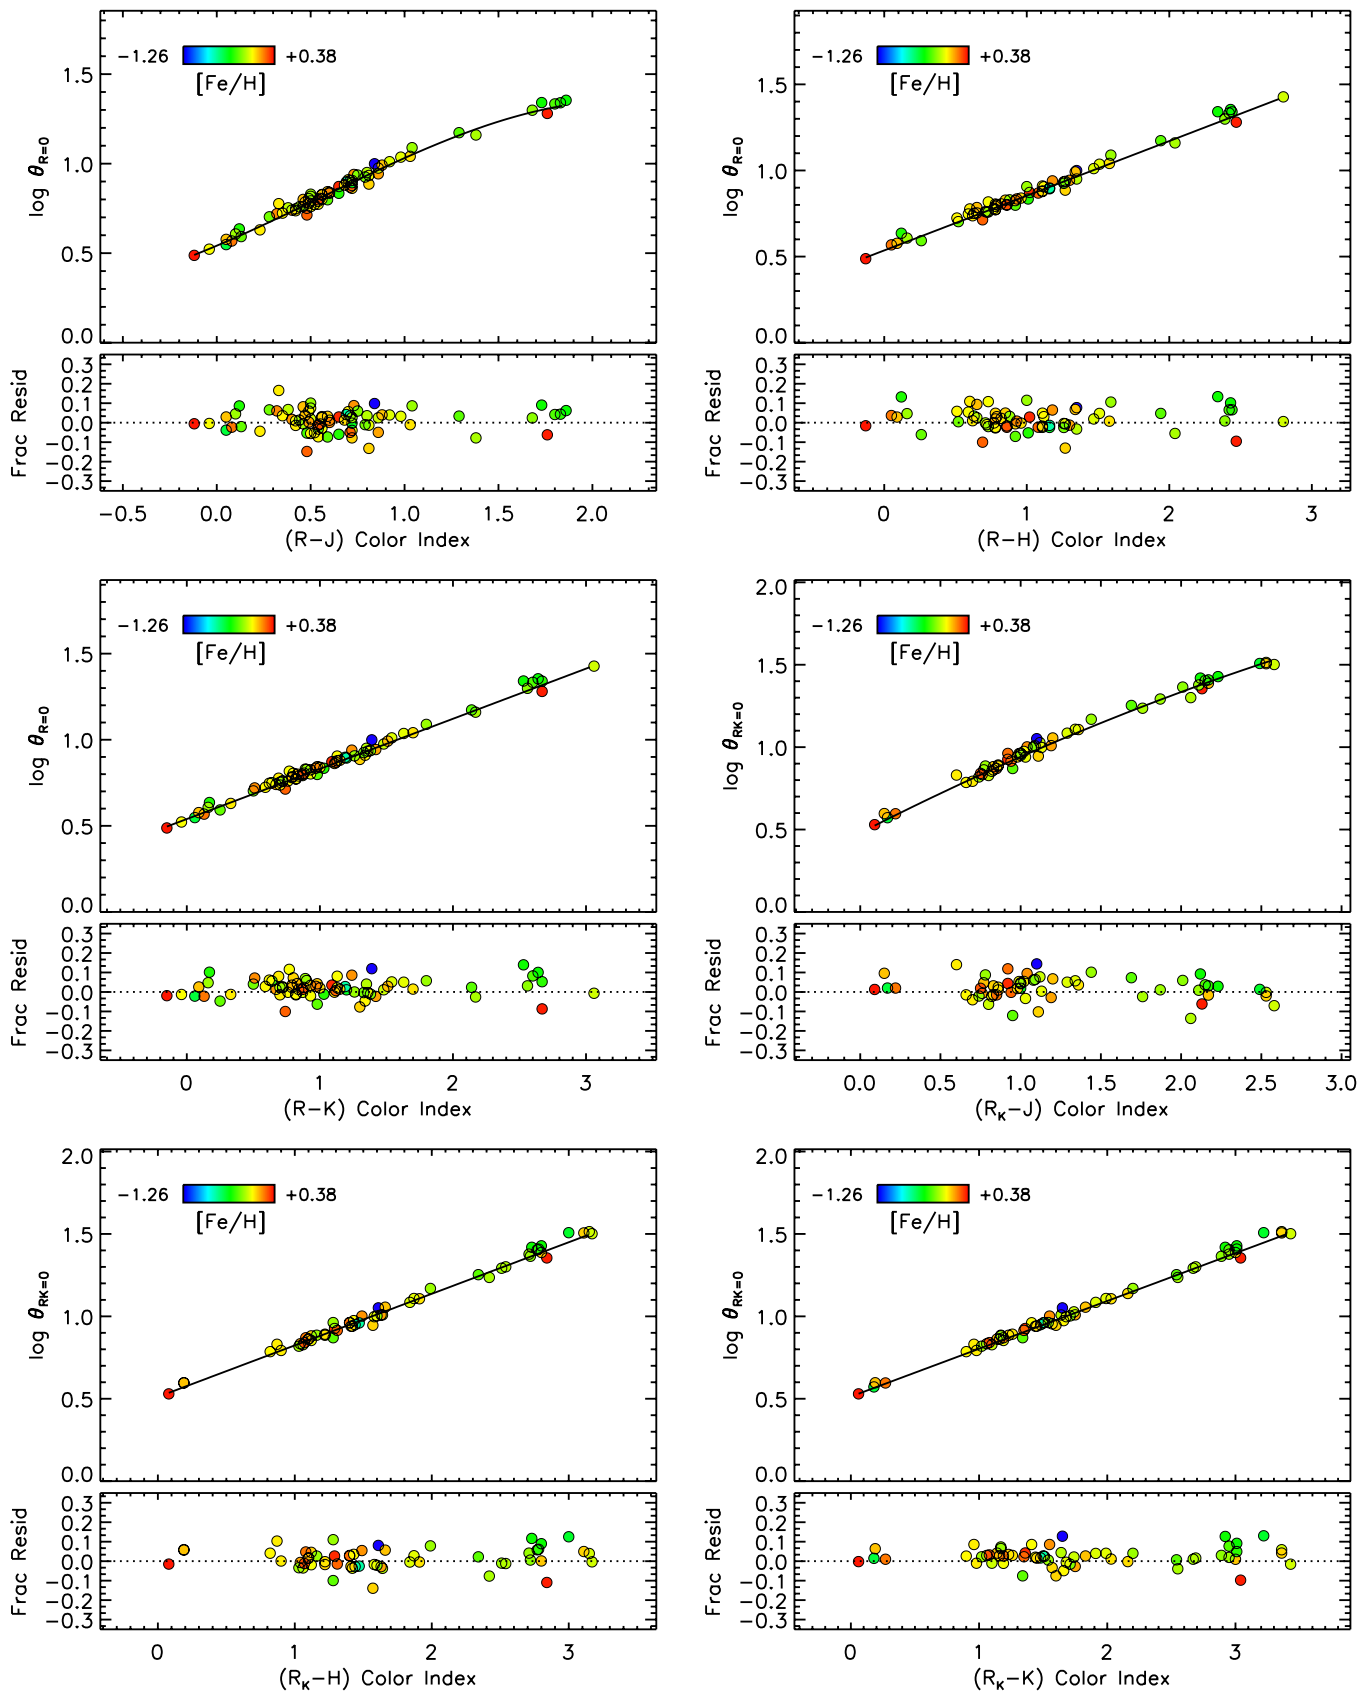 −1.26 +0.38
[Fe/H]
log θR=0
1.5
1.0
0.5
0.0
Frac Resid
0.3
0.2
0.1
0.0
−0.1
−0.2
−0.3
−0.5 0.0 0.5 1.0 1.5 2.0
(R−J) Color Index
−1.26 +0.38
[Fe/H]
log θR=0
1.5
1.0
0.5
0.0
Frac Resid
0.3
0.2
0.1
0.0
−0.1
−0.2
−0.3
0 1 2 3
(R−H) Color Index
−1.26 +0.38
[Fe/H]
log θR=0
1.5
1.0
0.5
0.0
Frac Resid
0.3
0.2
0.1
0.0
−0.1
−0.2
−0.3
0 1 2 3
(R−K) Color Index
−1.26 +0.38
[Fe/H]
log θRK=0
2.0
1.5
1.0
0.5
0.0
Frac Resid
0.3
0.2
0.1
0.0
−0.1
−0.2
−0.3
0.0 0.5 1.0 1.5 2.0 2.5 3.0
(RK−J) Color Index
−1.26 +0.38
[Fe/H]
log θRK=0
2.0
1.5
1.0
0.5
0.0
Frac Resid
0.3
0.2
0.1
0.0
−0.1
−0.2
−0.3
0 1 2 3
(RK−H) Color Index
−1.26 +0.38
[Fe/H]
log θRK=0
2.0
1.5
1.0
0.5
0.0
Frac Resid
0.3
0.2
0.1
0.0
−0.1
−0.2
−0.3
0 1 2 3
(RK−K) Color Index